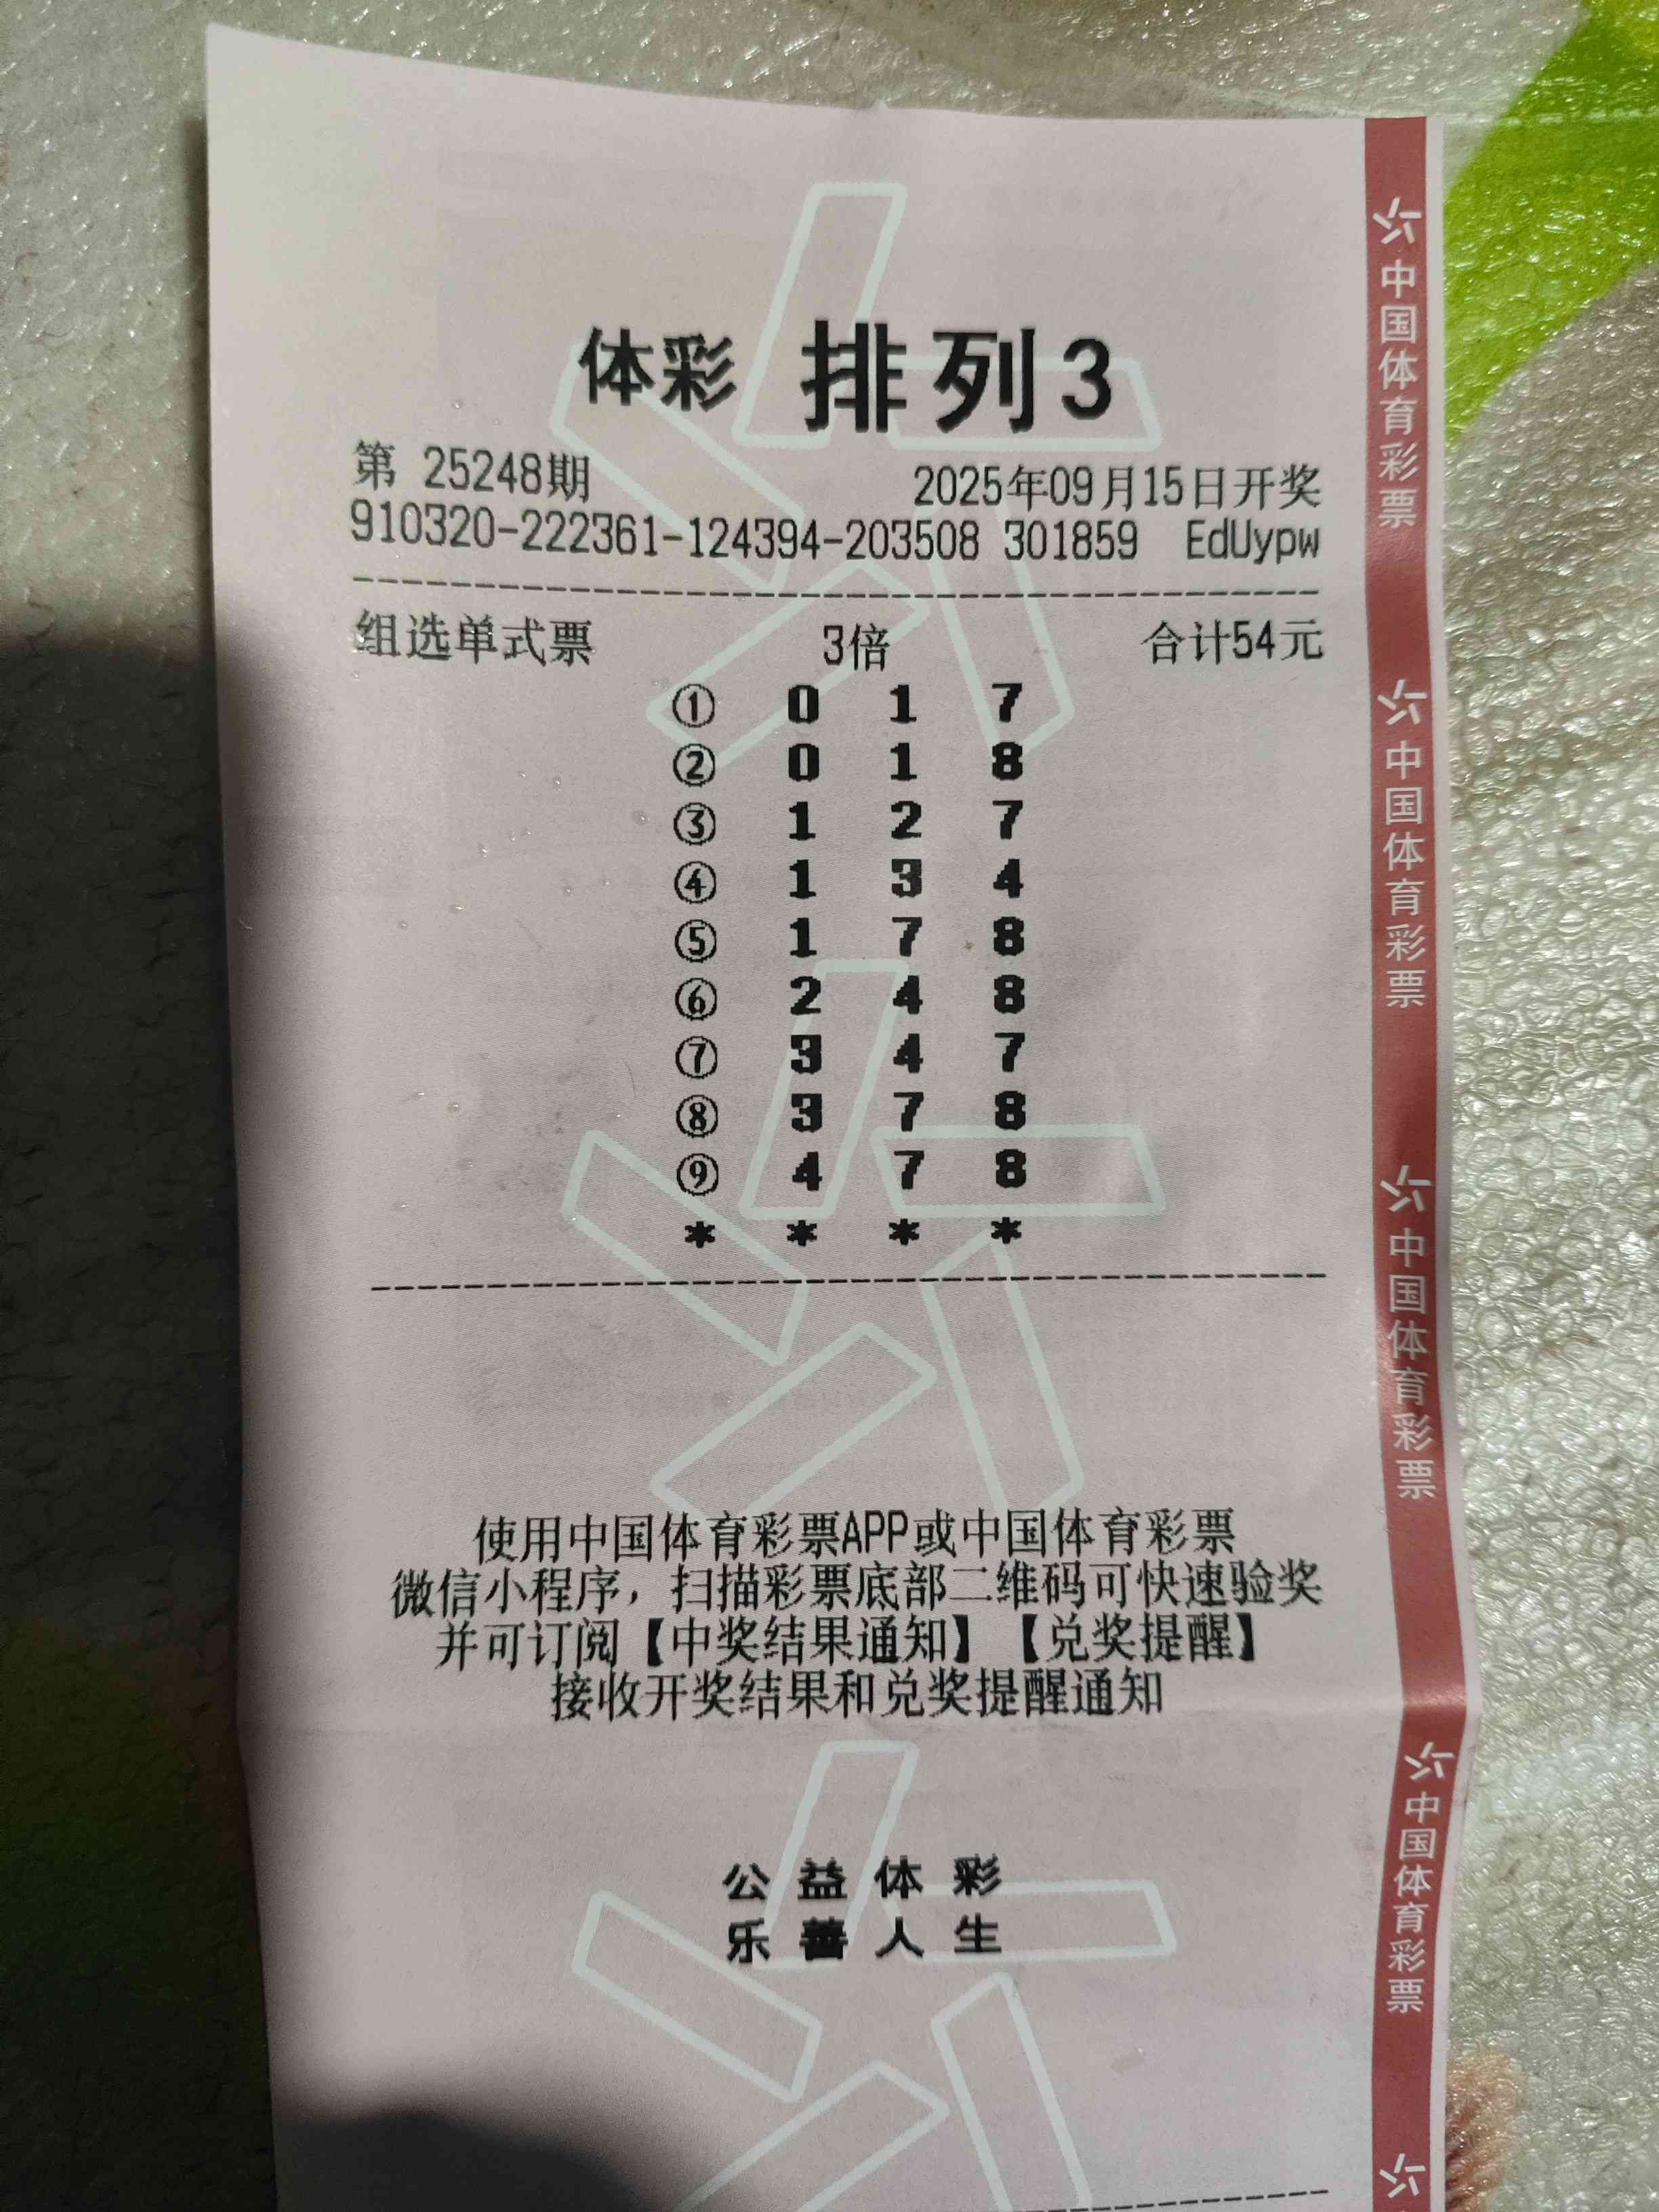 体彩 排列3
第 25248期 2025年09月15日开奖
910320-222361-124394-203508 301859 EdUypw
组选单式票 3倍 合计54元
① 0 1 7
② 0 1 8
③ 1 2 7
④ 1 3 4
⑤ 1 7 8
⑥ 2 4 8
⑦ 3 4 7
⑧ 3 7 8
⑨ 4 7 8
* * * *
使用中国体育彩票APP或中国体育彩票
微信小程序，扫描彩票底部二维码可快速验奖
并可订阅【中奖结果通知】【兑奖提醒】
接收开奖结果和兑奖提醒通知
公益体彩
乐善人生
中国体育彩票
中国体育彩票
中国体育彩票
中国体育彩票